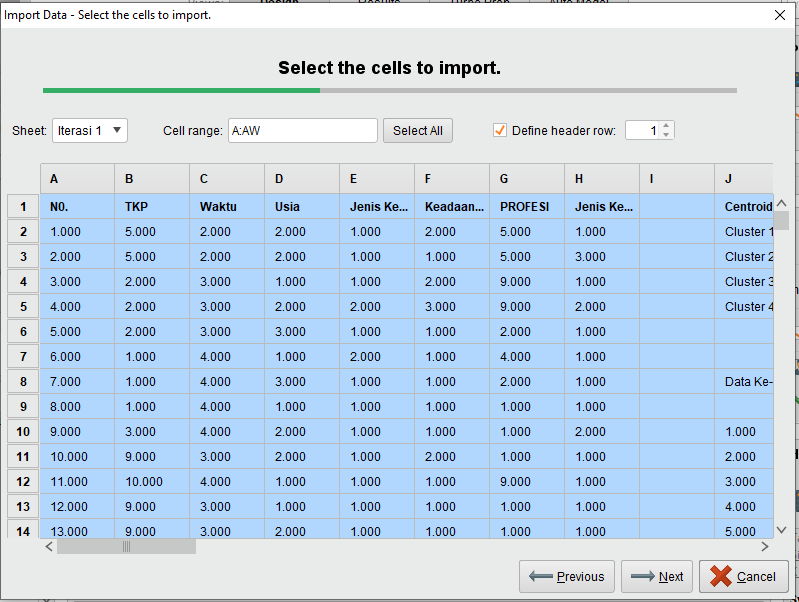 Import Data - Select the cells to import.
Select the cells to import.
Sheet: Iterasi 1 Cell range: A:AW Select All Define header row: 1
A B C D E F G H I J
1 N0. TKP Waktu Usia Jenis Ke... Keadaan... PROFESI Jenis Ke... Centroid
2 1.000 5.000 2.000 2.000 1.000 2.000 5.000 1.000 Cluster 1
3 2.000 5.000 2.000 2.000 1.000 1.000 5.000 3.000 Cluster 2
4 3.000 2.000 3.000 1.000 1.000 2.000 9.000 1.000 Cluster 3
5 4.000 2.000 3.000 2.000 2.000 3.000 9.000 2.000 Cluster 4
6 5.000 2.000 3.000 3.000 1.000 1.000 2.000 1.000
7 6.000 1.000 4.000 1.000 2.000 1.000 4.000 1.000
8 7.000 1.000 4.000 3.000 1.000 1.000 2.000 1.000 Data Ke-
9 8.000 1.000 4.000 1.000 1.000 1.000 1.000 1.000
10 9.000 3.000 4.000 2.000 1.000 1.000 1.000 2.000 1.000
11 10.000 9.000 3.000 2.000 1.000 2.000 1.000 1.000 2.000
12 11.000 10.000 4.000 1.000 1.000 1.000 9.000 1.000 3.000
13 12.000 9.000 3.000 1.000 1.000 1.000 1.000 1.000 4.000
14 13.000 9.000 3.000 2.000 1.000 1.000 1.000 1.000 5.000
Previous Next Cancel